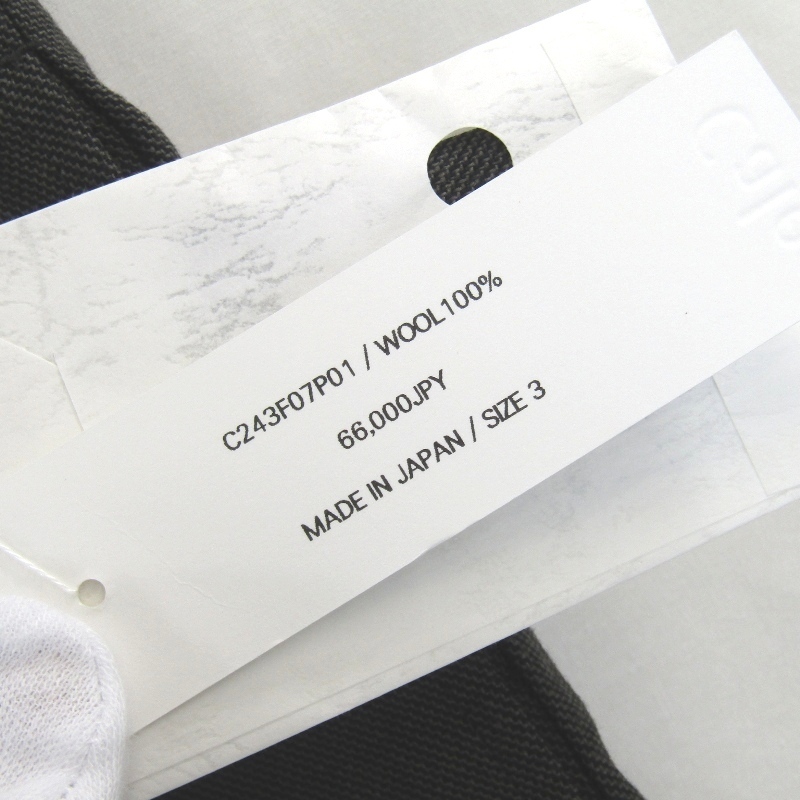 C243F07P01 / WOOL100%
66,000JPY
MADE IN JAPAN / SIZE 3